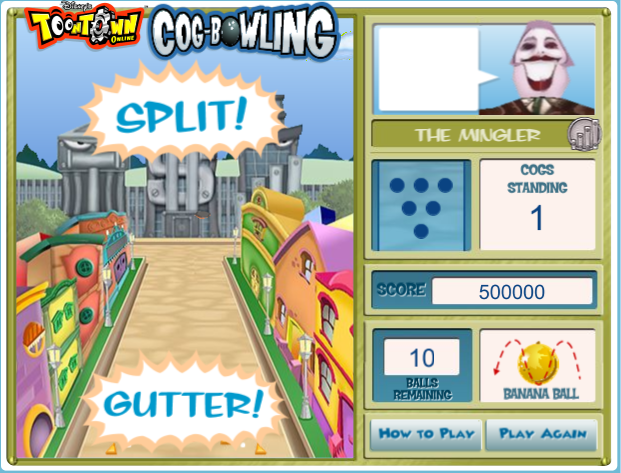 Disney's
TOONTOWN
ONLINE
COG-BOWLING
SPLIT!
THE MINGLER
COGS
STANDING
1
SCORE 500000
10
BALLS
REMAINING
BANANA BALL
GUTTER!
HOW TO PLAY
PLAY AGAIN